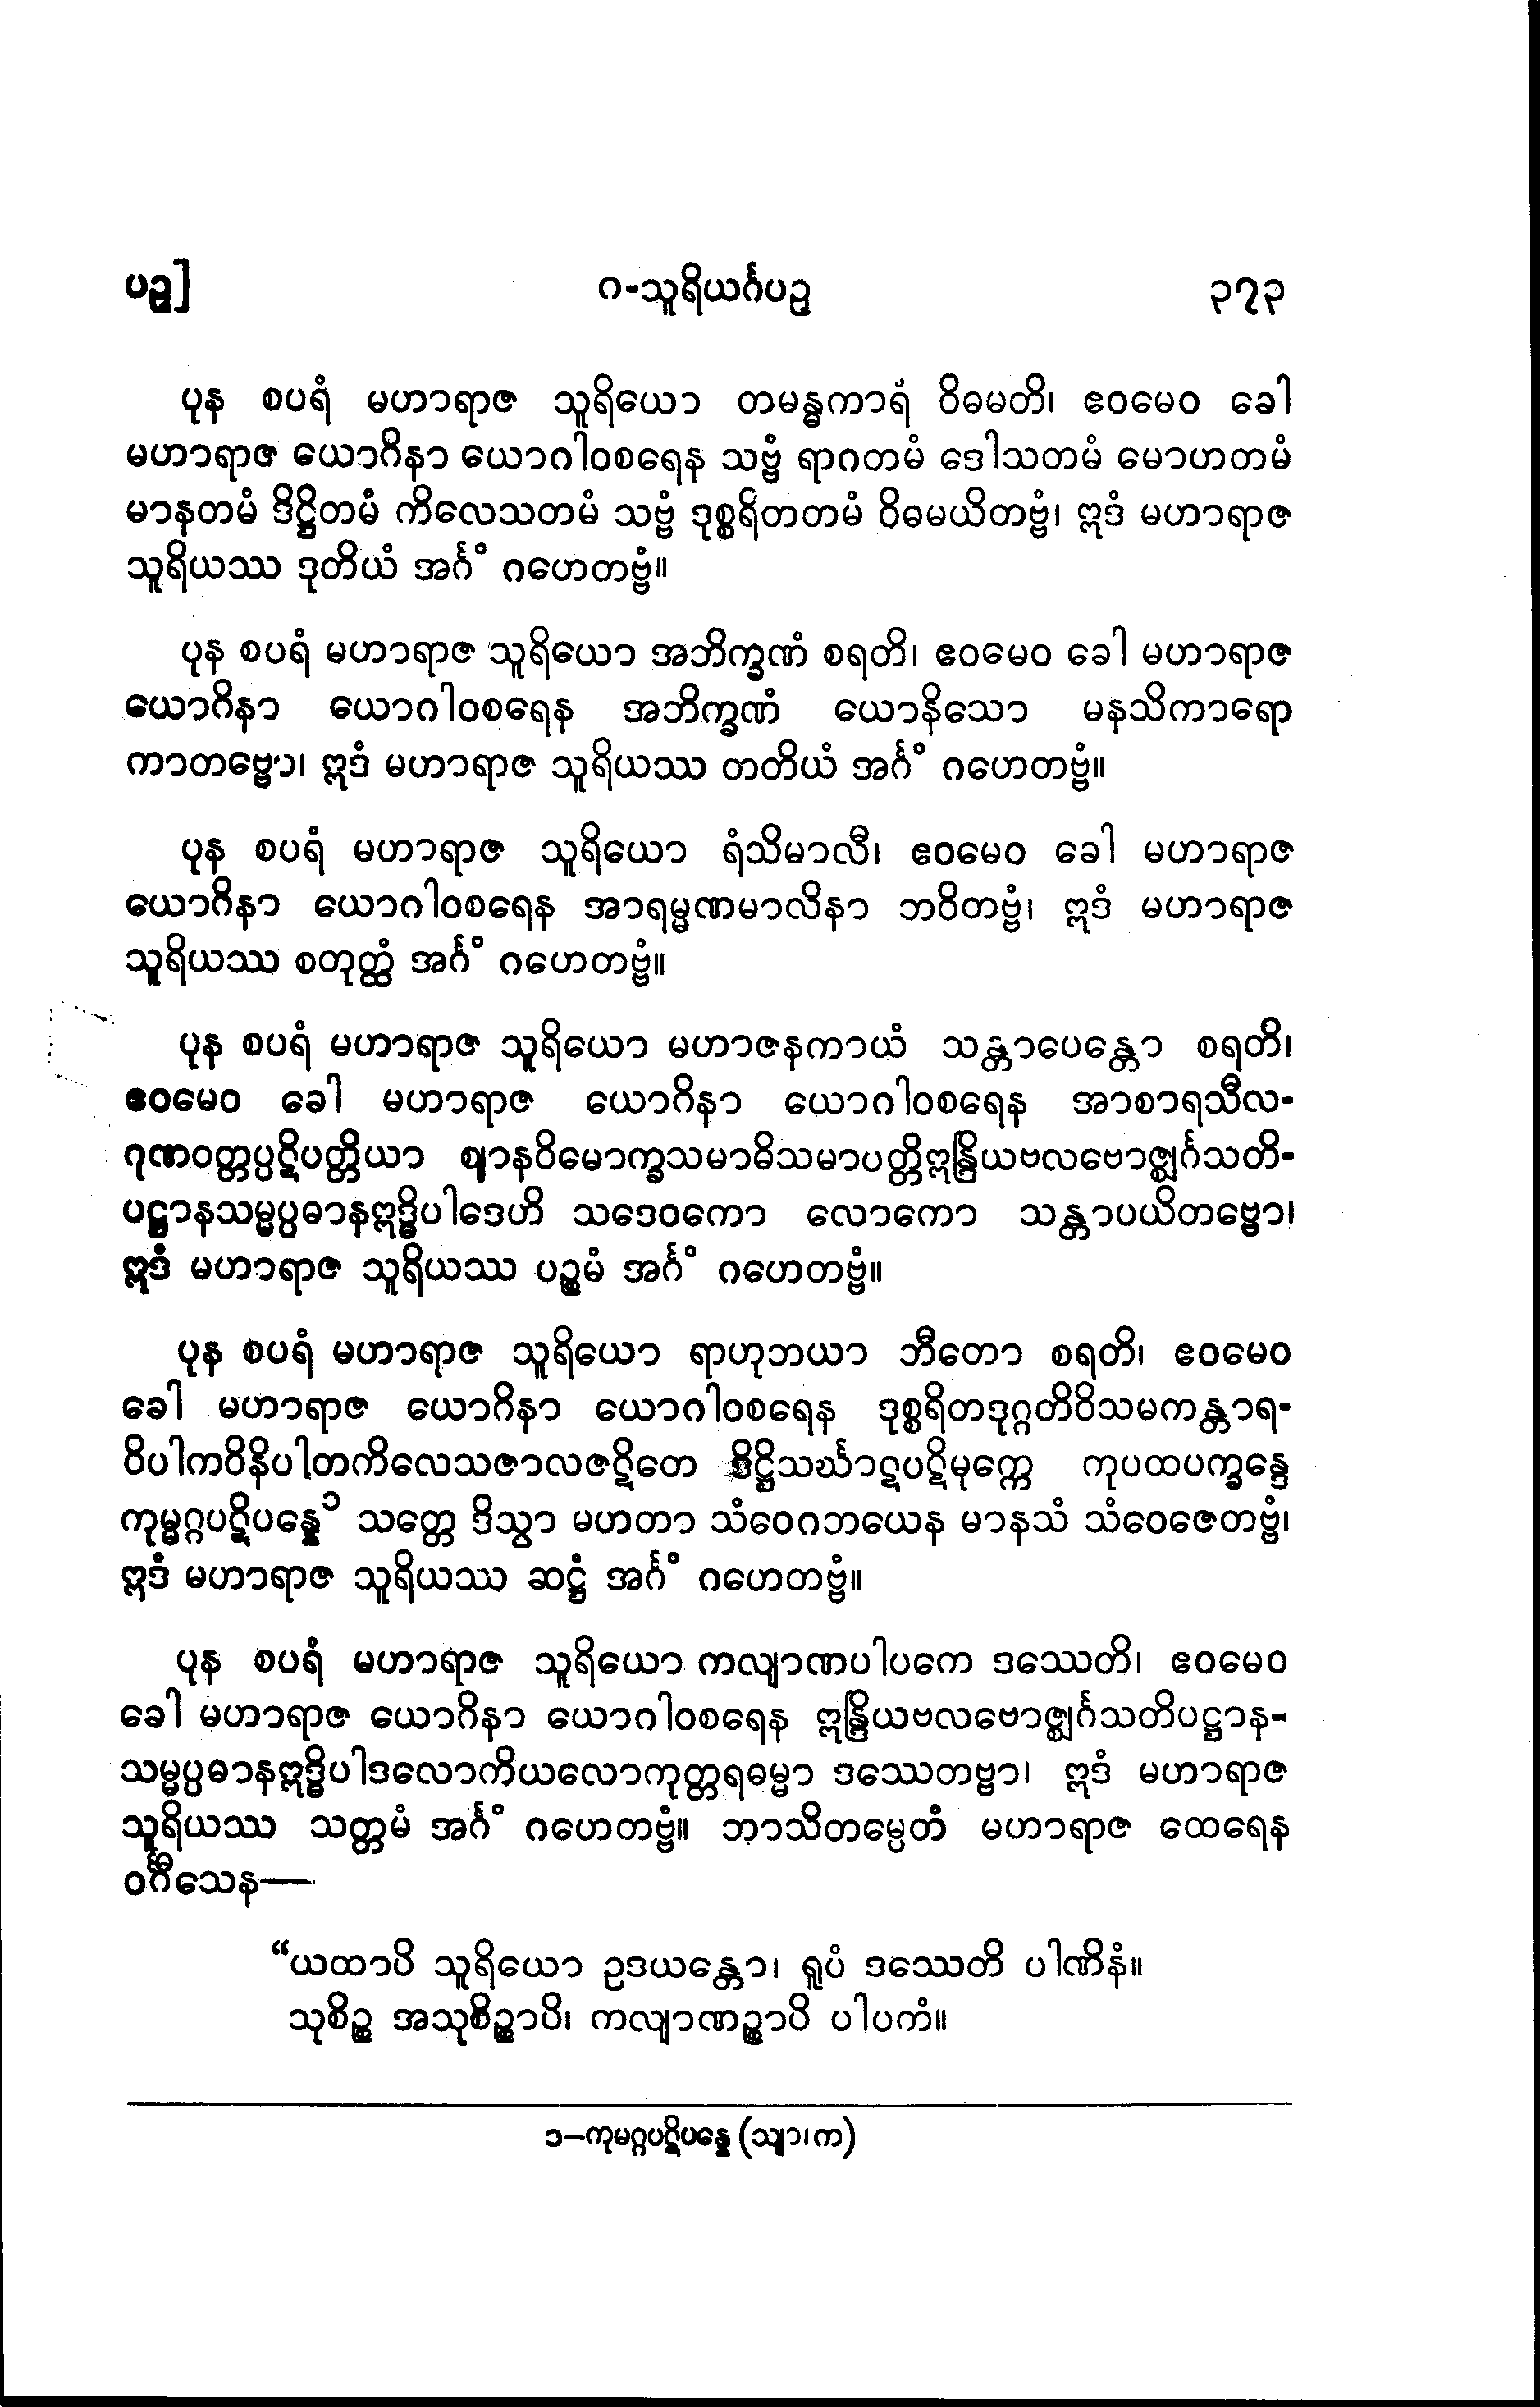 ပဥှ]
ဂ-သူရိယင်္ဂပဥှ
၃၇၃
ပုန စပရံ မဟာရာဇ သူရိယော တမန္ဓကာရံ ဝိဓမတိ၊ ဧဝမေဝ ခေါ
မဟာရာဇ ယောဂိနာ ယောဂါဝစရေန သဗ္ဗံ ရာဂတမံ ဒေါသတမံ မောဟတမံ
မာနတမံ ဒိဋ္ဌိတမံ ကိလေသတမံ သဗ္ဗံ ဒုစ္စရိတတမံ ဝိဓမယိတဗ္ဗံ၊ ဣဒံ မဟာရာဇ
သူရိယဿ ဒုတိယံ အင်္ဂံ ဂဟေတဗ္ဗံ။
ပုန စပရံ မဟာရာဇ သူရိယော အဘိက္ခဏံ စရတိ၊ ဧဝမေဝ ခေါ မဟာရာဇ
ယောဂိနာ ယောဂါဝစရေန အဘိက္ခဏံ ယောနိသော မနသိကာရော
ကာတဗ္ဗော၊ ဣဒံ မဟာရာဇ သူရိယဿ တတိယံ အင်္ဂံ ဂဟေတဗ္ဗံ။
ပုန စပရံ မဟာရာဇ သူရိယော ရံသိမာလီ၊ ဧဝမေဝ ခေါ မဟာရာဇ
ယောဂိနာ ယောဂါဝစရေန အာရမ္မဏမာလိနာ ဘဝိတဗ္ဗံ၊ ဣဒံ မဟာရာဇ
သူရိယဿ စတုတ္ထံ အင်္ဂံ ဂဟေတဗ္ဗံ။
ပုန စပရံ မဟာရာဇ သူရိယော မဟာဇနကာယံ သန္တာပေန္တော စရတိ၊
ဧဝမေဝ ခေါ မဟာရာဇ ယောဂိနာ ယောဂါဝစရေန အာစာရသီလ-
ဂုဏဝတ္တပ္ပဋိပတ္တိယာ ဈာနဝိမောက္ခသမာဓိသမာပတ္တိဣန္ဒြိယဗလဗောဇ္ဈင်္ဂသတိ-
ပဋ္ဌာနသမ္မပ္ပဓာနဣဒ္ဓိပါဒေဟိ သဒေဝကော လောကော သန္တာပယိတဗ္ဗော၊
ဣဒံ မဟာရာဇ သူရိယဿ ပဉ္စမံ အင်္ဂံ ဂဟေတဗ္ဗံ။
ပုန စပရံ မဟာရာဇ သူရိယော ရာဟုဘယာ ဘီတော စရတိ၊ ဧဝမေဝ
ခေါ မဟာရာဇ ယောဂိနာ ယောဂါဝစရေန ဒုစ္စရိတဒုဂ္ဂတိဝိသမကန္တာရ-
ဝိပါကဝိနိပါတကိလေသဇာလဇဋိတေ ဒိဋ္ဌိသင်္ဃာဋပဋိမုက္ကေ ကုပထပက္ခန္ဒေ
ကုမ္မဂ္ဂပဋိပန္နေ ၁ သတ္တေ ဒိသွာ မဟတာ သံဝေဂဘယေန မာနသံ သံဝေဇေတဗ္ဗံ၊
ဣဒံ မဟာရာဇ သူရိယဿ ဆဋ္ဌံ အင်္ဂံ ဂဟေတဗ္ဗံ။
ပုန စပရံ မဟာရာဇ သူရိယော ကလျာဏပါပကေ ဒဿေတိ၊ ဧဝမေဝ
ခေါ မဟာရာဇ ယောဂိနာ ယောဂါဝစရေန ဣန္ဒြိယဗလဗောဇ္ဈင်္ဂသတိပဋ္ဌာန-
သမ္မပ္ပဓာနဣဒ္ဓိပါဒလောကိယလောကုတ္တရဓမ္မာ ဒဿေတဗ္ဗာ၊ ဣဒံ မဟာရာဇ
သူရိယဿ သတ္တမံ အင်္ဂံ ဂဟေတဗ္ဗံ။ ဘာသိတမ္ပေတံ မဟာရာဇ ထေရေန
ဝင်္ဂီသေန—
“ယထာပိ သူရိယော ဥဒယန္တော၊ ရူပံ ဒဿေတိ ပါဏိနံ။
သုစိဉ္စ အသုစိဉ္စာပိ၊ ကလျာဏဉ္စာပိ ပါပကံ။
၁–ကုမဂ္ဂပဋိပန္နေ (သျာ၊ က)